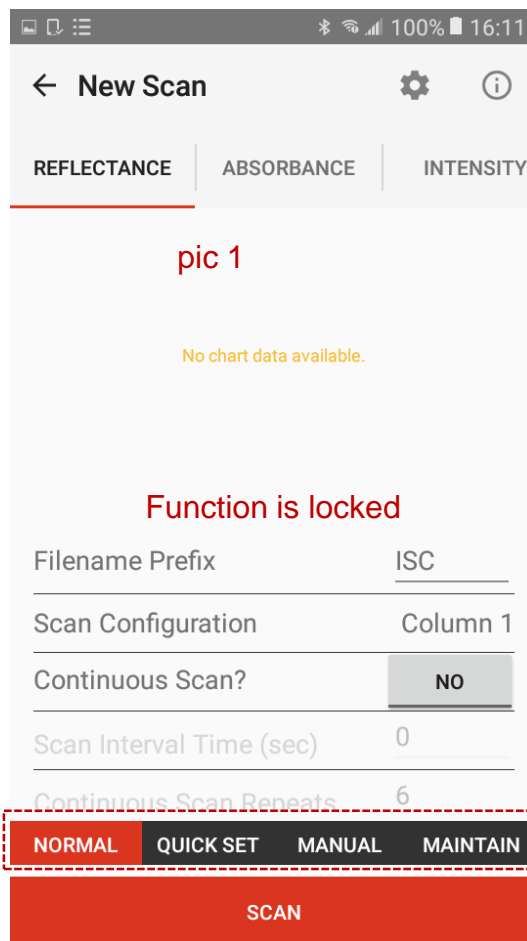 100% 16:11
New Scan
REFLECTANCE ABSORBANCE INTENSITY
pic 1
No chart data available.
Function is locked
Filename Prefix ISC
Scan Configuration Column 1
Continuous Scan? NO
Scan Interval Time (sec) 0
Continuous Scan Repeats 6
NORMAL QUICK SET MANUAL MAINTAIN
SCAN